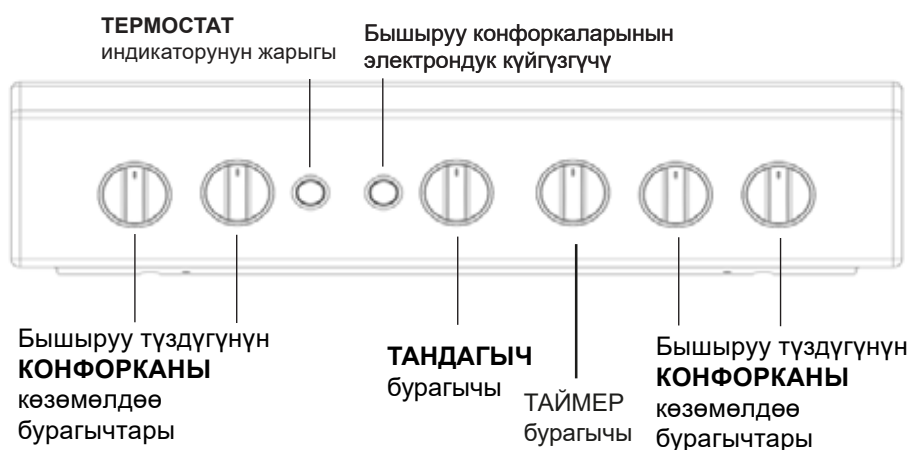 ТЕРМОСТАТ
индикаторунун жарыгы
Бышыруу конфоркаларынын
электрондук күйгүзгүчү
Бышыруу түздүгүнүн
КОНФОРКАНЫ
көзөмөлдөө
бурагычтары
ТАНДАГЫЧ
бурагычы
ТАЙМЕР
бурагычы
Бышыруу түздүгүнүн
КОНФОРКАНЫ
көзөмөлдөө
бурагычтары